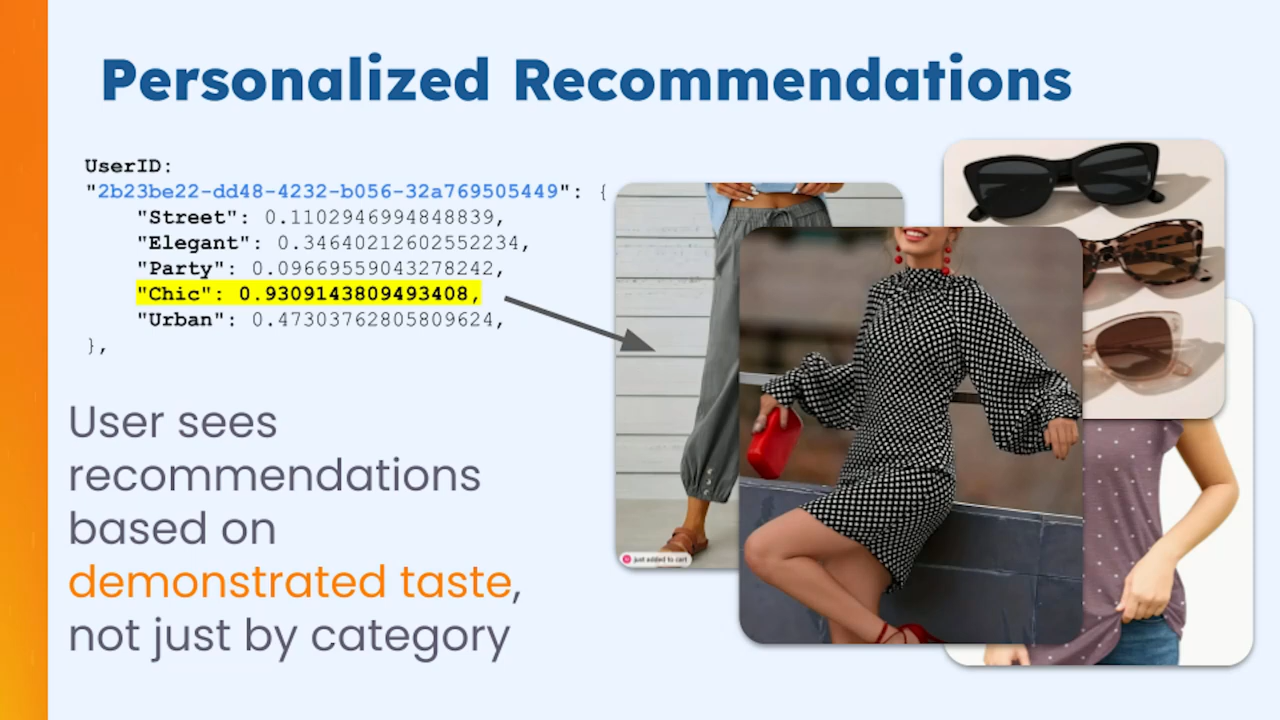 Personalized Recommendations
UserID:
"2b23be22-dd48-4232-b056-32a769505449": {
"Street": 0.1102946994848839,
"Elegant": 0.34640212602552234,
"Party": 0.09669559043278242,
"Chic": 0.9309143809493408,
"Urban": 0.47303762805809624,
},
User sees
recommendations
based on
demonstrated taste,
not just by category
just added to cart